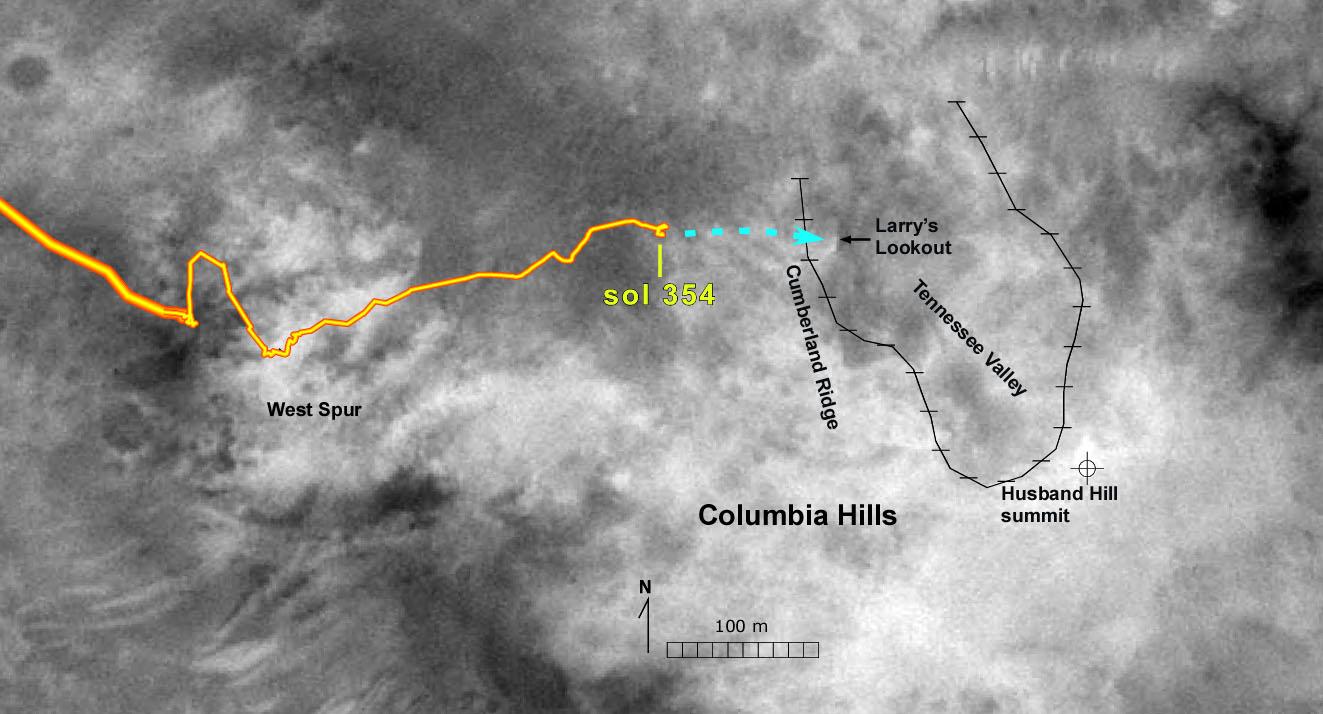 Larry's
Lookout
sol 354
Cumberland Ridge
Tennessee Valley
West Spur
Husband Hill
summit
Columbia Hills
N
100 m